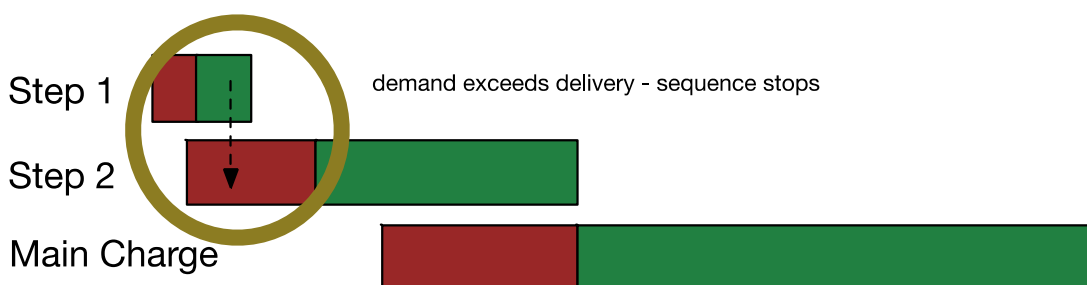 Step 1
demand exceeds delivery - sequence stops
Step 2
Main Charge